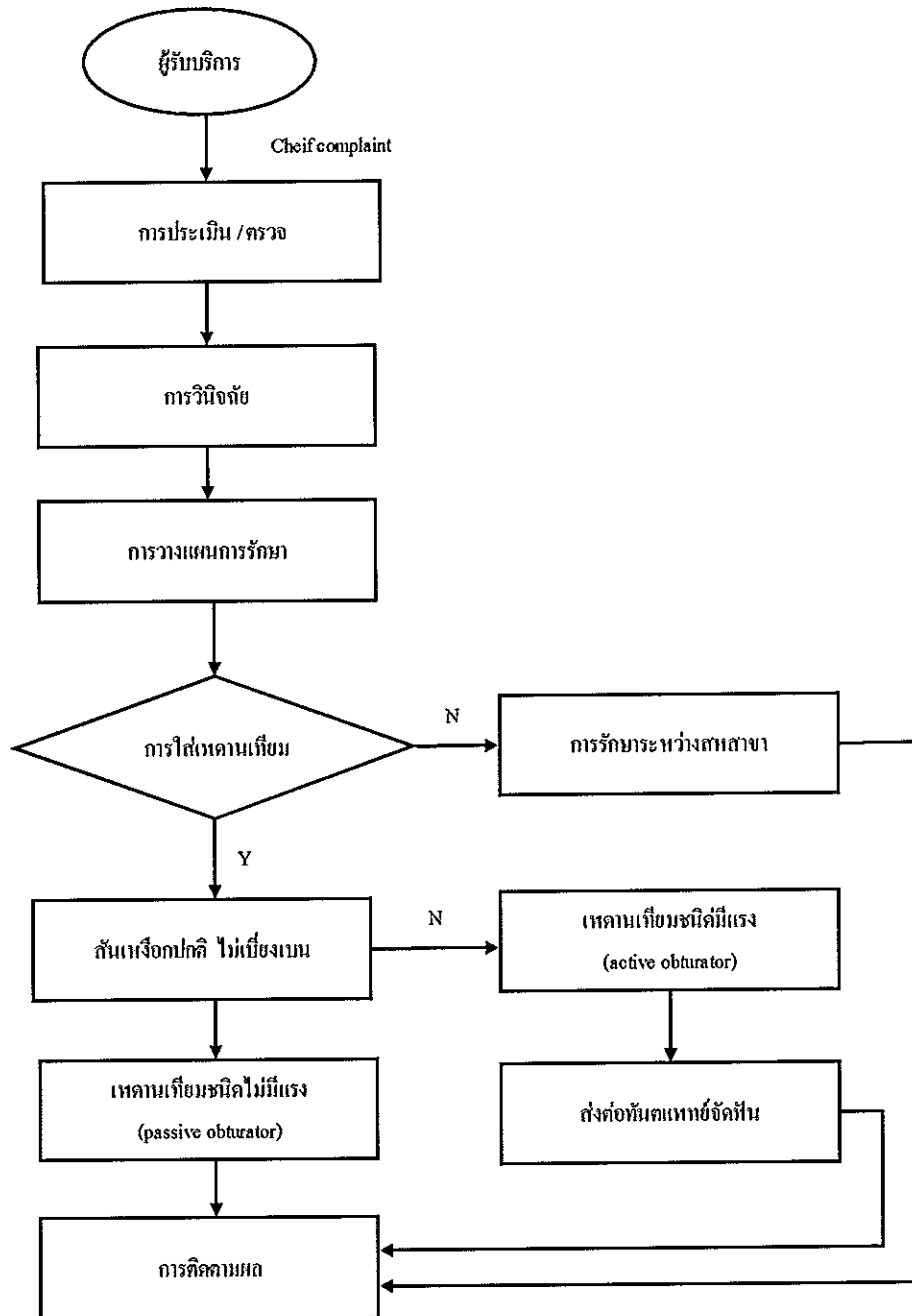 ผู้รับบริการ
Cheif complaint
การประเมิน /ตรวจ
การวินิจฉัย
การวางแผนการรักษา
การใส่เพดานเทียม
N
การรักษาระหว่างสหสาขา
Y
สันเหงือกปกติ ไม่เบี่ยงเบน
N
เพดานเทียมชนิดมีแรง
(active obturator)
เพดานเทียมชนิดไม่มีแรง
(passive obturator)
ส่งต่อทันตแพทย์จัดฟัน
การติดตามผล